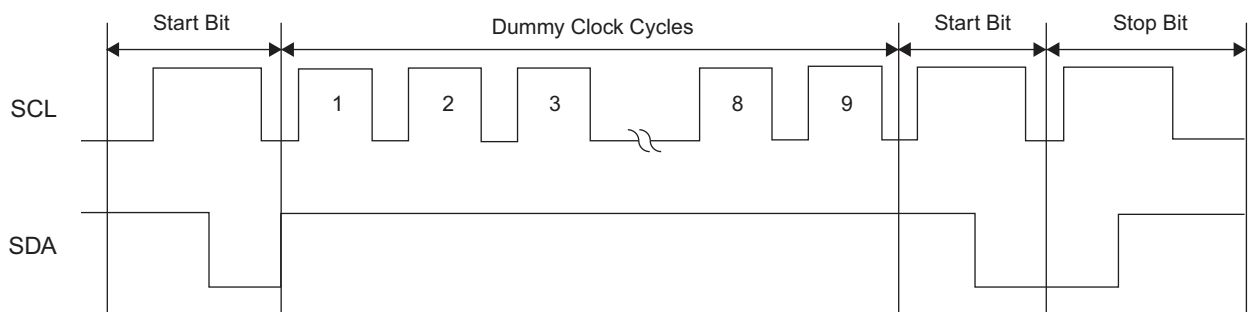 Start Bit
Dummy Clock Cycles
Start Bit
Stop Bit
SCL
1
2
3
8
9
SDA